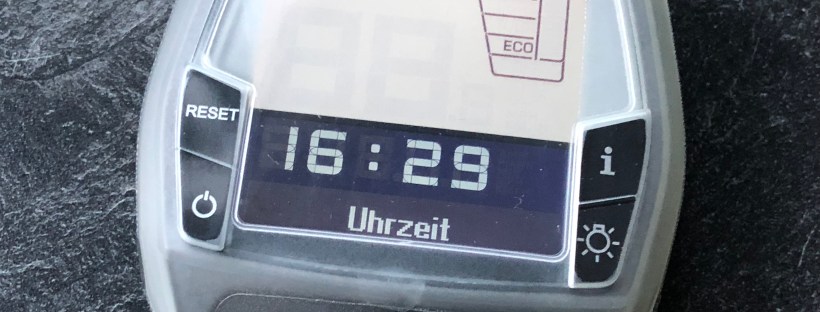 ECO
RESET
16:29
i
Uhrzeit